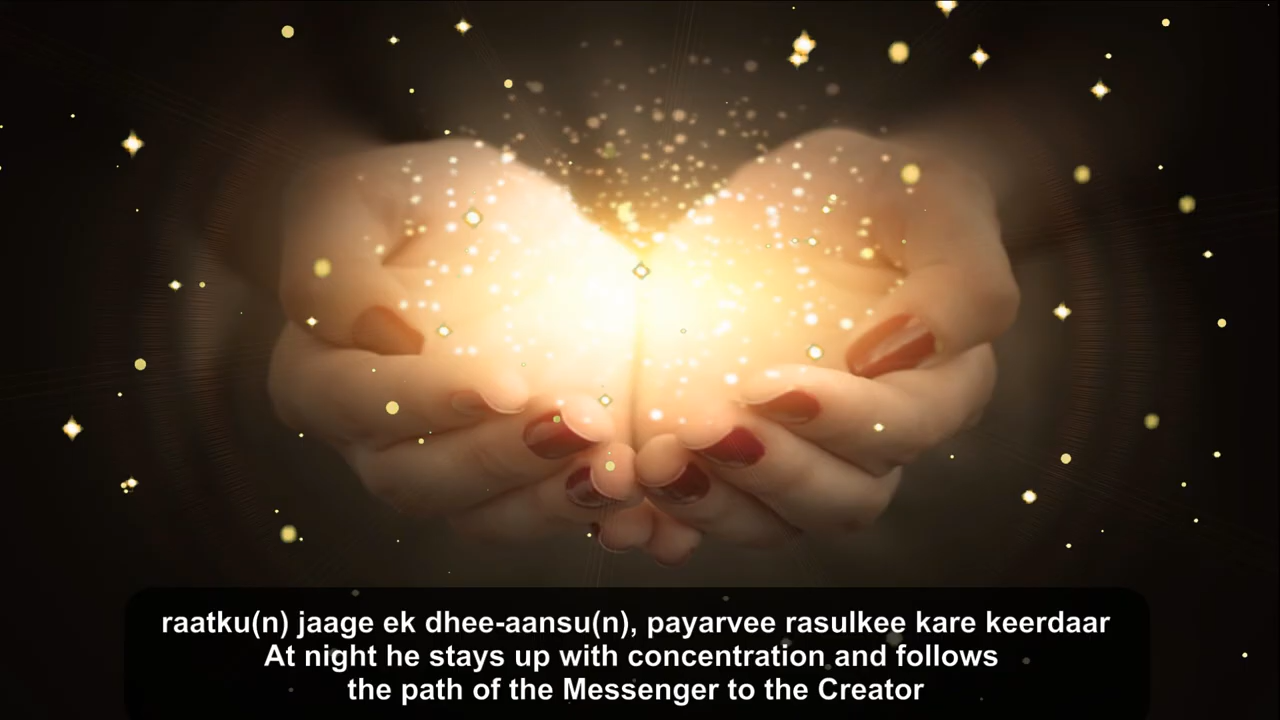 raatku(n) jaage ek dhee-aansu(n), payarvee rasulkee kare keerdaar
At night he stays up with concentration and follows
the path of the Messenger to the Creator